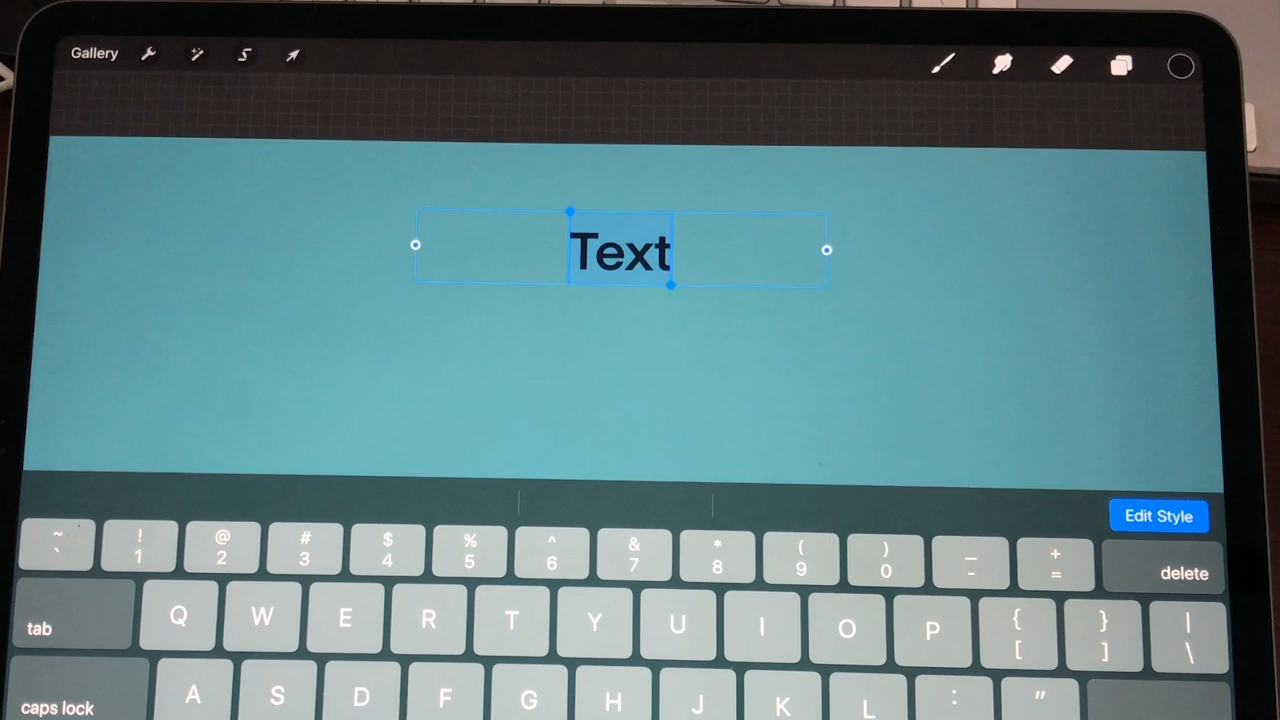 Gallery
Text
Edit Style
~ ! @ # $ % ^ & * ( ) _ +
` 1 2 3 4 5 6 7 8 9 0 - = delete
tab Q W E R T Y U I O P { } |
[ ] \
caps lock A S D F G H J K L : "